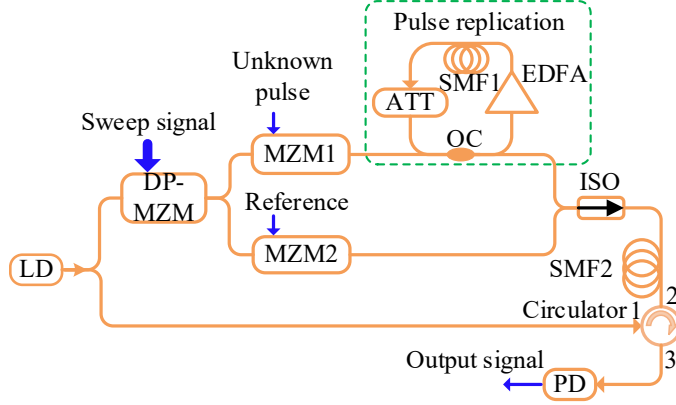 Pulse replication
SMF1
EDFA
ATT
OC
Unknown
pulse
MZM1
Sweep signal
DP-
MZM
Reference
MZM2
ISO
LD
SMF2
Circulator 1
2
3
Output signal
PD